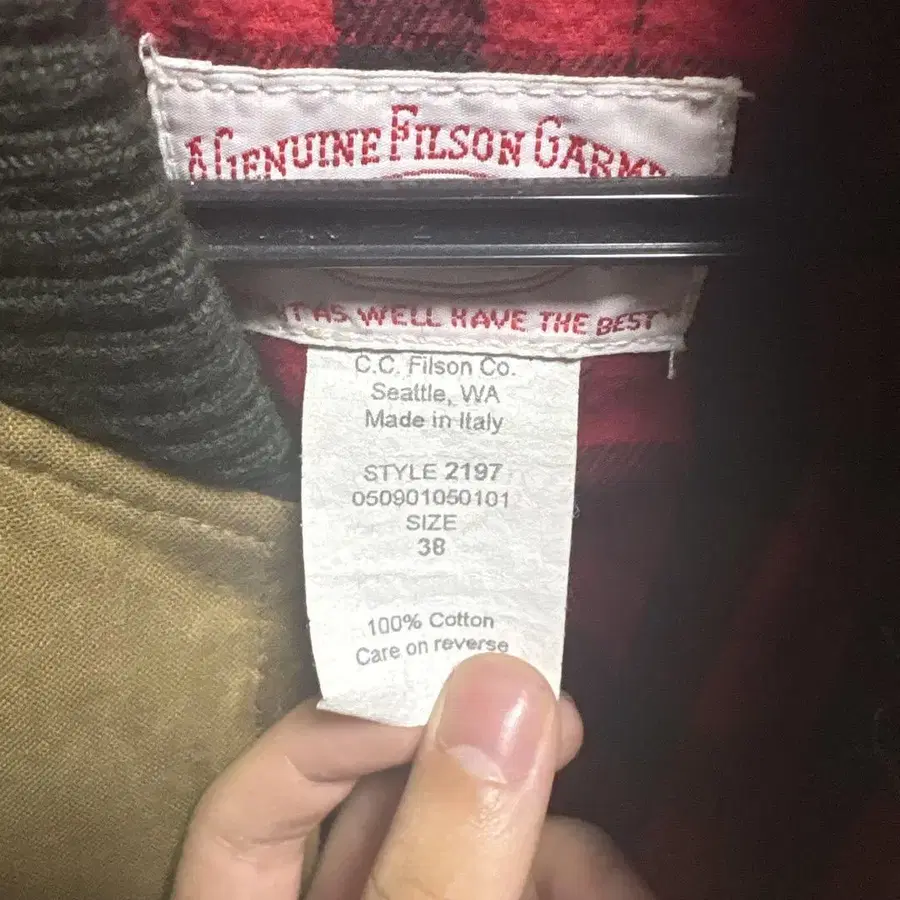 A GENUINE FILSON
AS WELL HAVE THE BEST
C.C. Filson Co.
Seattle, WA
Made in Italy
STYLE 2197
050901050101
SIZE
38
100% Cotton
Care on reverse